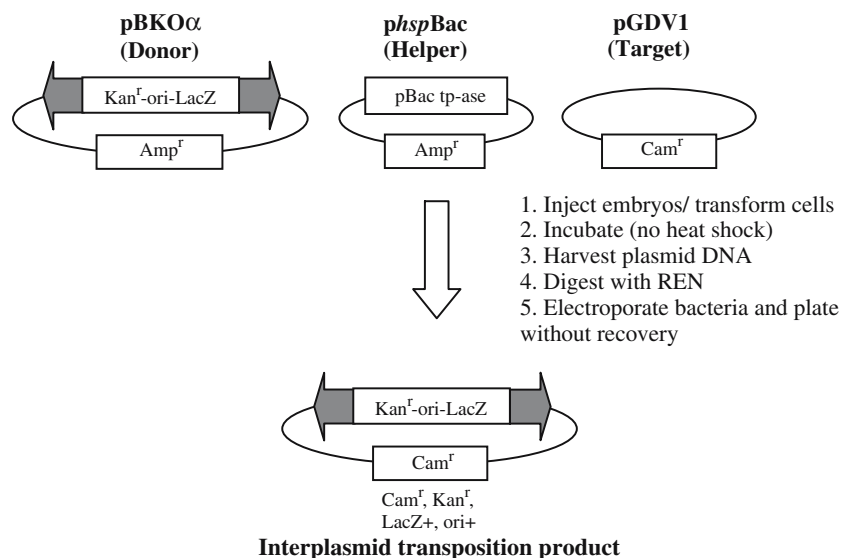 pBKOα
(Donor)
phspBac
(Helper)
pGDV1
(Target)
Kanʳ-ori-LacZ
pBac tp-ase
Ampʳ
Ampʳ
Camʳ
1. Inject embryos/ transform cells
2. Incubate (no heat shock)
3. Harvest plasmid DNA
4. Digest with REN
5. Electroporate bacteria and plate
without recovery
Kanʳ-ori-LacZ
Camʳ
Camʳ, Kanʳ,
LacZ+, ori+
Interplasmid transposition product